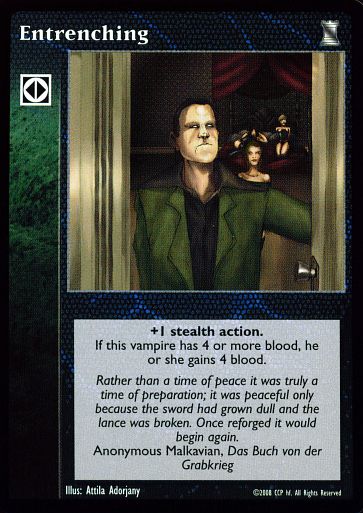 Entrenching
+1 stealth action.
If this vampire has 4 or more blood, he
or she gains 4 blood.
Rather than a time of peace it was truly a
time of preparation; it was peaceful only
because the sword had grown dull and the
lance was broken. Once reforged it would
begin again.
Anonymous Malkavian, Das Buch von der
Grabkrieg
Illus: Attila Adorjany
©2008 CCP hf. All Rights Reserved